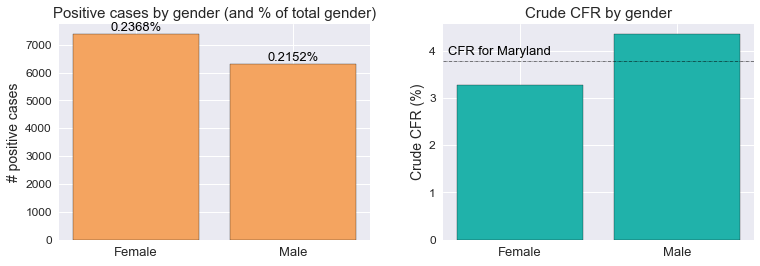 Positive cases by gender (and % of total gender)
0.2368%
0.2152%
# positive cases
7000
6000
5000
4000
3000
2000
1000
0
Female
Male
Crude CFR by gender
CFR for Maryland
Crude CFR (%)
4
3
2
1
0
Female
Male